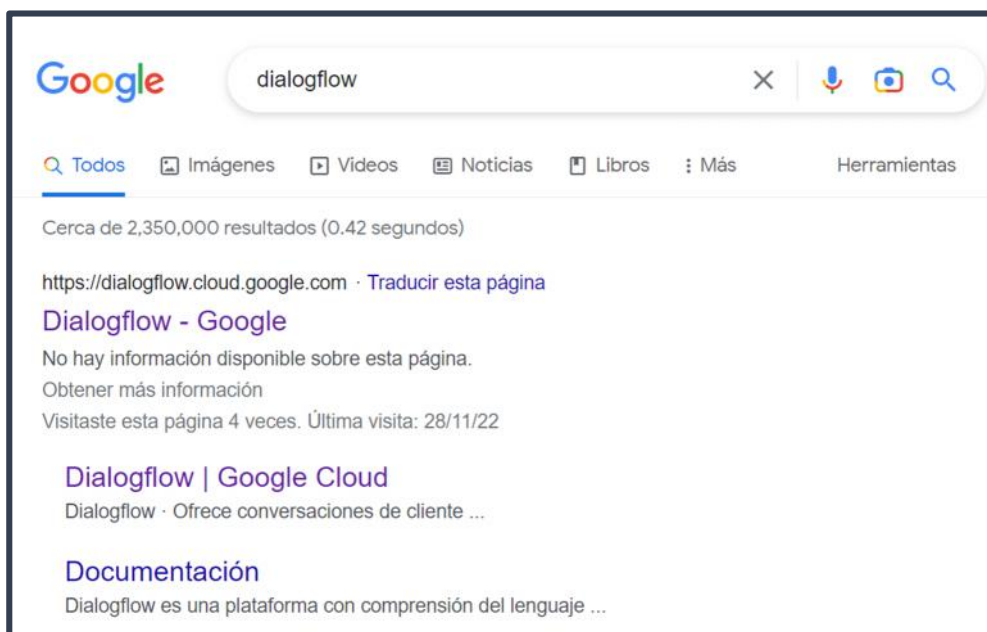 Google dialogflow
Todos Imágenes Videos Noticias Libros Más Herramientas
Cerca de 2,350,000 resultados (0.42 segundos)
https://dialogflow.cloud.google.com · Traducir esta página
Dialogflow - Google
No hay información disponible sobre esta página.
Obtener más información
Visitaste esta página 4 veces. Última visita: 28/11/22
Dialogflow | Google Cloud
Dialogflow · Ofrece conversaciones de cliente ...
Documentación
Dialogflow es una plataforma con comprensión del lenguaje ...